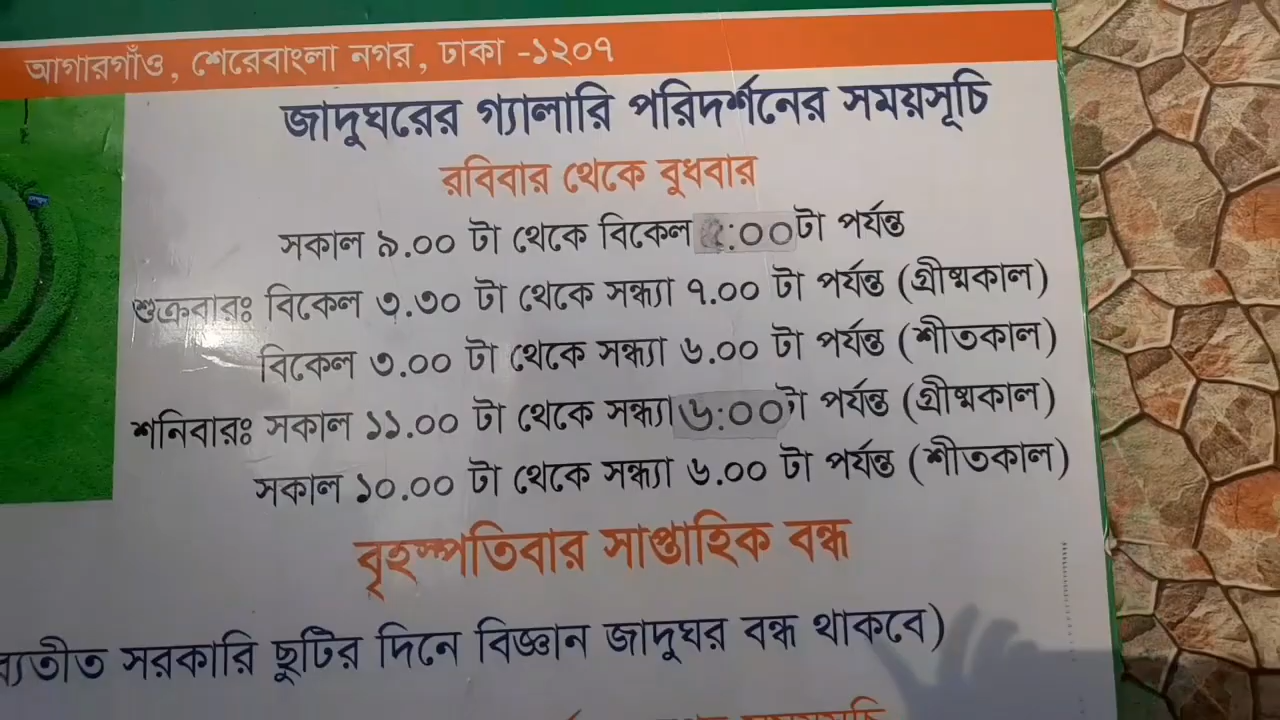 আগারগাঁও, শেরেবাংলা নগর, ঢাকা -১২০৭
জাদুঘরের গ্যালারি পরিদর্শনের সময়সূচি
রবিবার থেকে বুধবার
সকাল ৯.০০ টা থেকে বিকেল ৫:০০টা পর্যন্ত
শুক্রবারঃ বিকেল ৩.৩০ টা থেকে সন্ধ্যা ৭.০০ টা পর্যন্ত (গ্রীষ্মকাল)
বিকেল ৩.০০ টা থেকে সন্ধ্যা ৬.০০ টা পর্যন্ত (শীতকাল)
শনিবারঃ সকাল ১১.০০ টা থেকে সন্ধ্যা ৬:০০টা পর্যন্ত (গ্রীষ্মকাল)
সকাল ১০.০০ টা থেকে সন্ধ্যা ৬.০০ টা পর্যন্ত (শীতকাল)
বৃহস্পতিবার সাপ্তাহিক বন্ধ
ব্যতীত সরকারি ছুটির দিনে বিজ্ঞান জাদুঘর বন্ধ থাকবে)